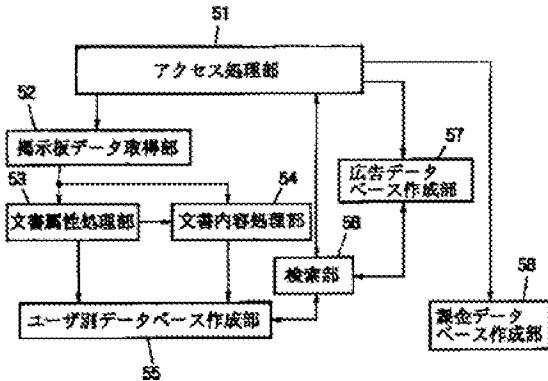 51
アクセス処理部
52
掲示板データ取得部
57
広告データ
ベース作成部
53
文書属性処理部
54
文書内容処理部
56
検索部
58
課金データ
ベース作成部
ユーザ別データベース作成部
55